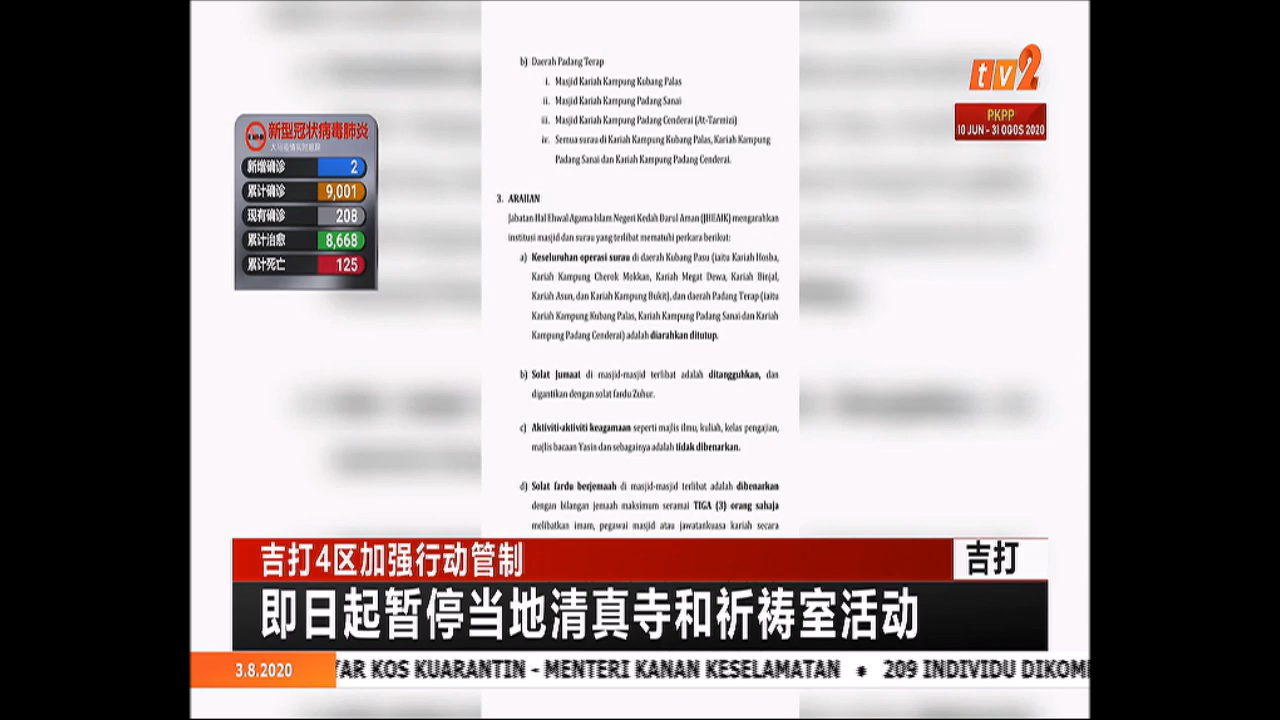 b) Daerah Padang Terap
i. Masjid Kariah Kampung Kubang Palas
ii. Masjid Kariah Kampung Padang Sanai
iii. Masjid Kariah Kampung Padang Cenderai (At-Tarmizi)
iv. Semua surau di Kariah Kampung Kubang Palas, Kariah Kampung
Padang Sanai dan Kariah Kampung Padang Cenderai.
3. ARAHAN
Jabatan Hal Ehwal Agama Islam Negeri Kedah Darul Aman (JHEAIK) mengarahkan
institusi masjid dan surau yang terlibat mematuhi perkara berikut:
a) Keseluruhan operasi surau di daerah Kubang Pasu (iaitu Kariah Hosba,
Kariah Kampung Cherok Mokkan, Kariah Megat Dewa, Kariah Binjal,
Kariah Asun, dan Kariah Kampung Bukit), dan daerah Padang Terap (iaitu
Kariah Kampung Kubang Palas, Kariah Kampung Padang Sanai dan Kariah
Kampung Padang Cenderai) adalah diarahkan ditutup.
b) Solat Jumaat di masjid-masjid terlibat adalah ditangguhkan, dan
digantikan dengan solat fardu Zuhur.
c) Aktiviti-aktiviti keagamaan seperti majlis ilmu, kuliah, kelas pengajian,
majlis bacaan Yasin dan sebagainya adalah tidak dibenarkan.
d) Solat fardu berjemaah di masjid-masjid terlibat adalah dibenarkan
dengan bilangan jemaah maksimum seramai TIGA (3) orang sahaja
melibatkan imam, pegawai masjid atau jawatankuasa kariah secara
tv2
PKPP
10 JUN - 31 OGOS 2020
新型冠状病毒肺炎
新增确诊 2
累计确诊 9,001
现有确诊 208
累计治愈 8,668
累计死亡 125
吉打4区加强行动管制
吉打
即日起暂停当地清真寺和祈祷室活动
3.8.2020
YAR KOS KUARANTIN - MENTERI KANAN KESELAMATAN ● 209 INDIVIDU DIKOM